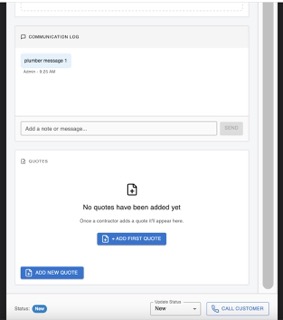 COMMUNICATION LOG
plumber message 1
Admin - 8:25 AM
Add a note or message...
SEND
QUOTES
No quotes have been added yet
Once a contractor adds a quote it'll appear here.
+ ADD FIRST QUOTE
ADD NEW QUOTE
Update Status
Status: New
New
CALL CUSTOMER